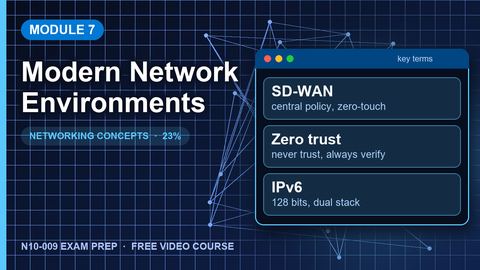 MODULE 7
Modern Network
Environments
NETWORKING CONCEPTS · 23%
key terms
SD-WAN
central policy, zero-touch
Zero trust
never trust, always verify
IPv6
128 bits, dual stack
N10-009 EXAM PREP · FREE VIDEO COURSE